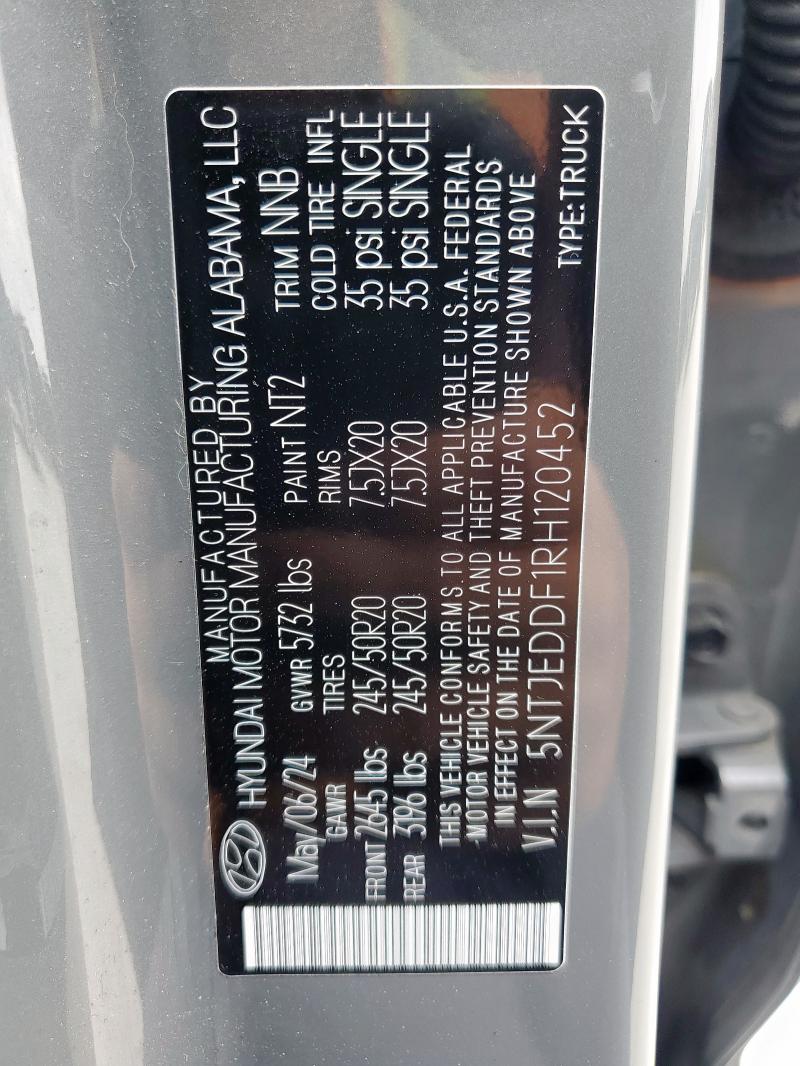 MANUFACTURED BY
HYUNDAI MOTOR MANUFACTURING ALABAMA, LLC
May/06/24 GVWR 5732 lbs PAINT NT2 TRIM NNB
GAWR TIRES RIMS COLD TIRE INFL
FRONT 2645 lbs 245/50R20 7.5JX20 35 psi SINGLE
REAR 3196 lbs 245/50R20 7.5JX20 35 psi SINGLE
THIS VEHICLE CONFORMS TO ALL APPLICABLE U.S.A. FEDERAL
MOTOR VEHICLE SAFETY AND THEFT PREVENTION STANDARDS
IN EFFECT ON THE DATE OF MANUFACTURE SHOWN ABOVE
V.I.N 5NTJEDDF1RH120452
TYPE:TRUCK